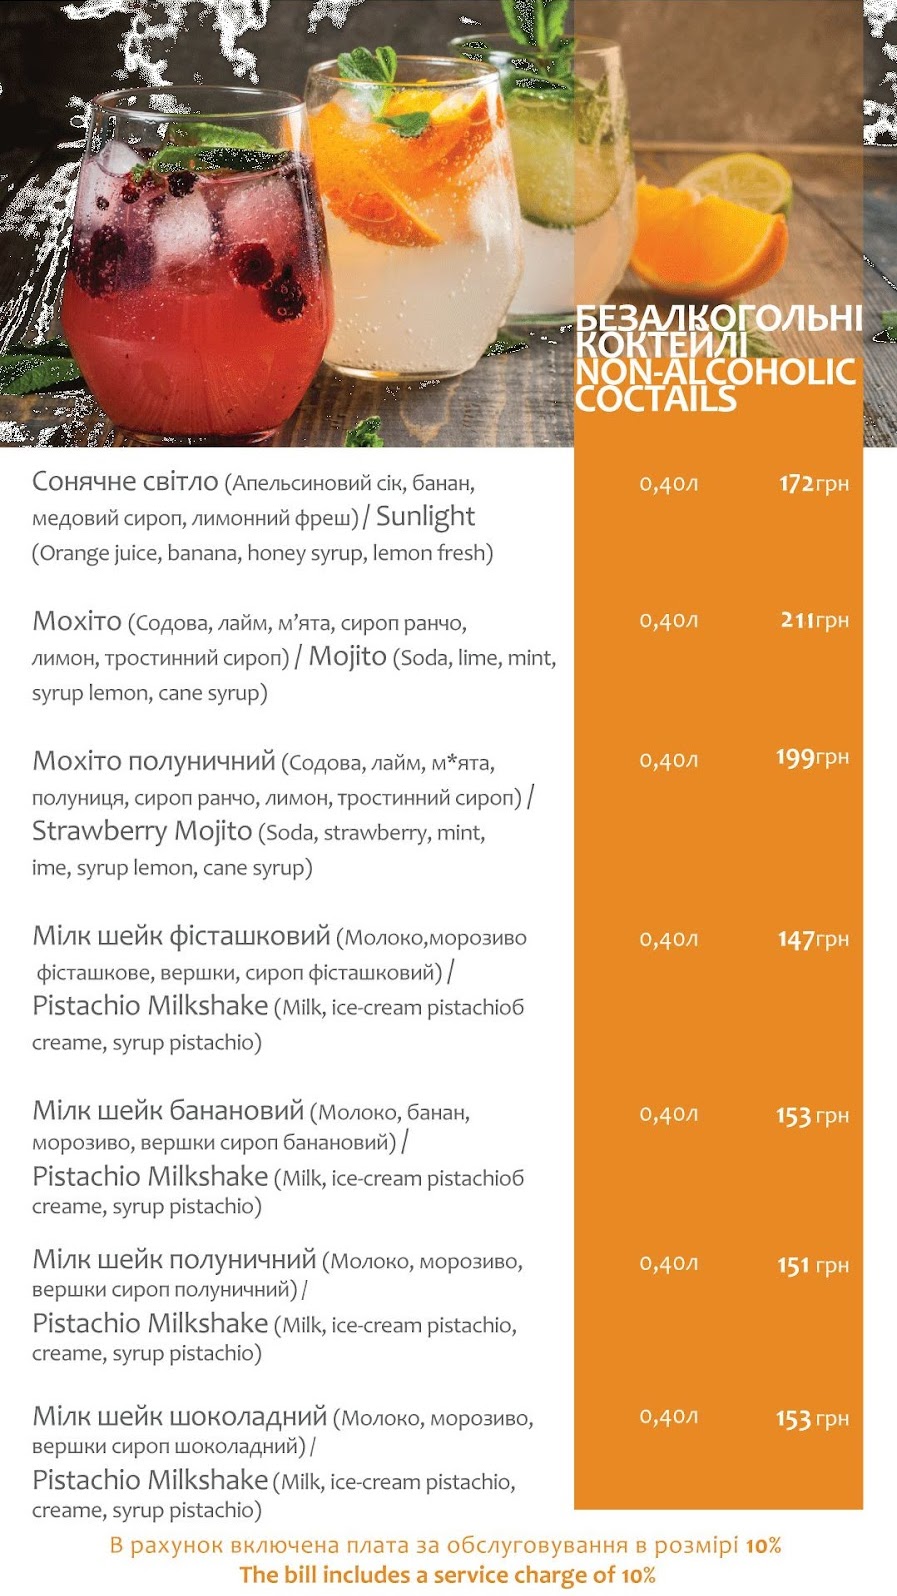 БЕЗАЛКОГОЛЬНІ
КОКТЕЙЛІ
NON-ALCOHOLIC
COCTAILS
Сонячне світло (Апельсиновий сік, банан, 0,40л 172грн
медовий сироп, лимонний фреш) / Sunlight
(Orange juice, banana, honey syrup, lemon fresh)
Мохіто (Содова, лайм, м’ята, сироп ранчо, 0,40л 211грн
лимон, тростинний сироп) / Mojito (Soda, lime, mint,
syrup lemon, cane syrup)
Мохіто полуничний (Содова, лайм, м*ята, 0,40л 199грн
полуниця, сироп ранчо, лимон, тростинний сироп) /
Strawberry Mojito (Soda, strawberry, mint,
ime, syrup lemon, cane syrup)
Мілк шейк фісташковий (Молоко,морозиво 0,40л 147грн
фісташкове, вершки, сироп фісташковий) /
Pistachio Milkshake (Milk, ice-cream pistachioб
creame, syrup pistachio)
Мілк шейк банановий (Молоко, банан, 0,40л 153 грн
морозиво, вершки сироп банановий) /
Pistachio Milkshake (Milk, ice-cream pistachioб
creame, syrup pistachio)
Мілк шейк полуничний (Молоко, морозиво, 0,40л 151 грн
вершки сироп полуничний) /
Pistachio Milkshake (Milk, ice-cream pistachio,
creame, syrup pistachio)
Мілк шейк шоколадний (Молоко, морозиво, 0,40л 153 грн
вершки сироп шоколадний) /
Pistachio Milkshake (Milk, ice-cream pistachio,
creame, syrup pistachio)
В рахунок включена плата за обслуговування в розмірі 10%
The bill includes a service charge of 10%